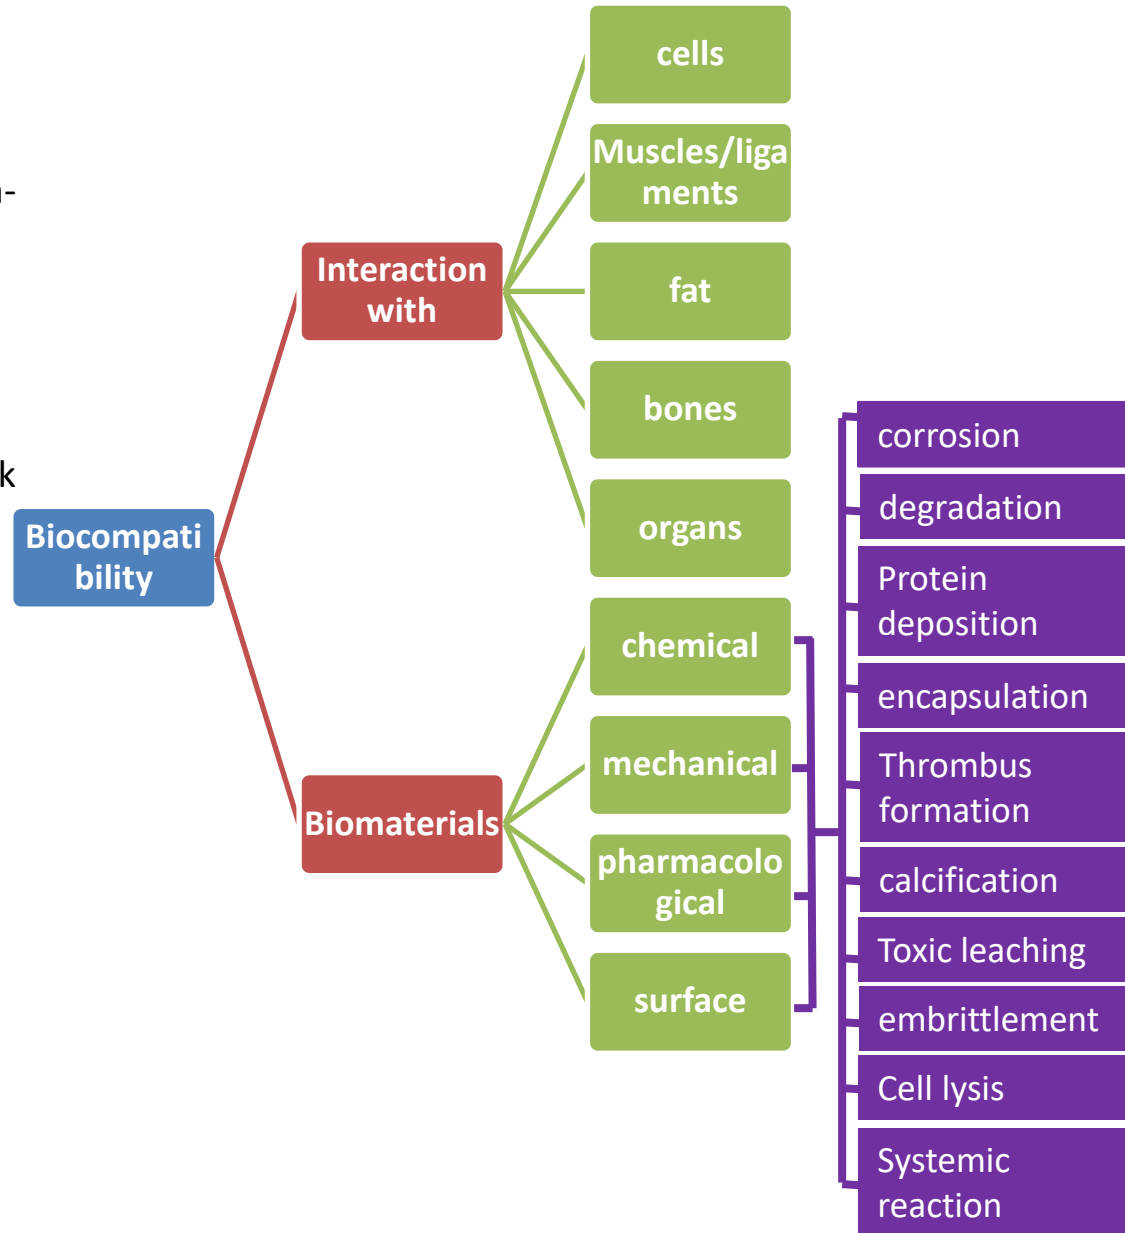 -
k
Biocompati
bility
Interaction
with
Biomaterials
cells
Muscles/liga
ments
fat
bones
organs
chemical
mechanical
pharmacolo
gical
surface
corrosion
degradation
Protein
deposition
encapsulation
Thrombus
formation
calcification
Toxic leaching
embrittlement
Cell lysis
Systemic
reaction